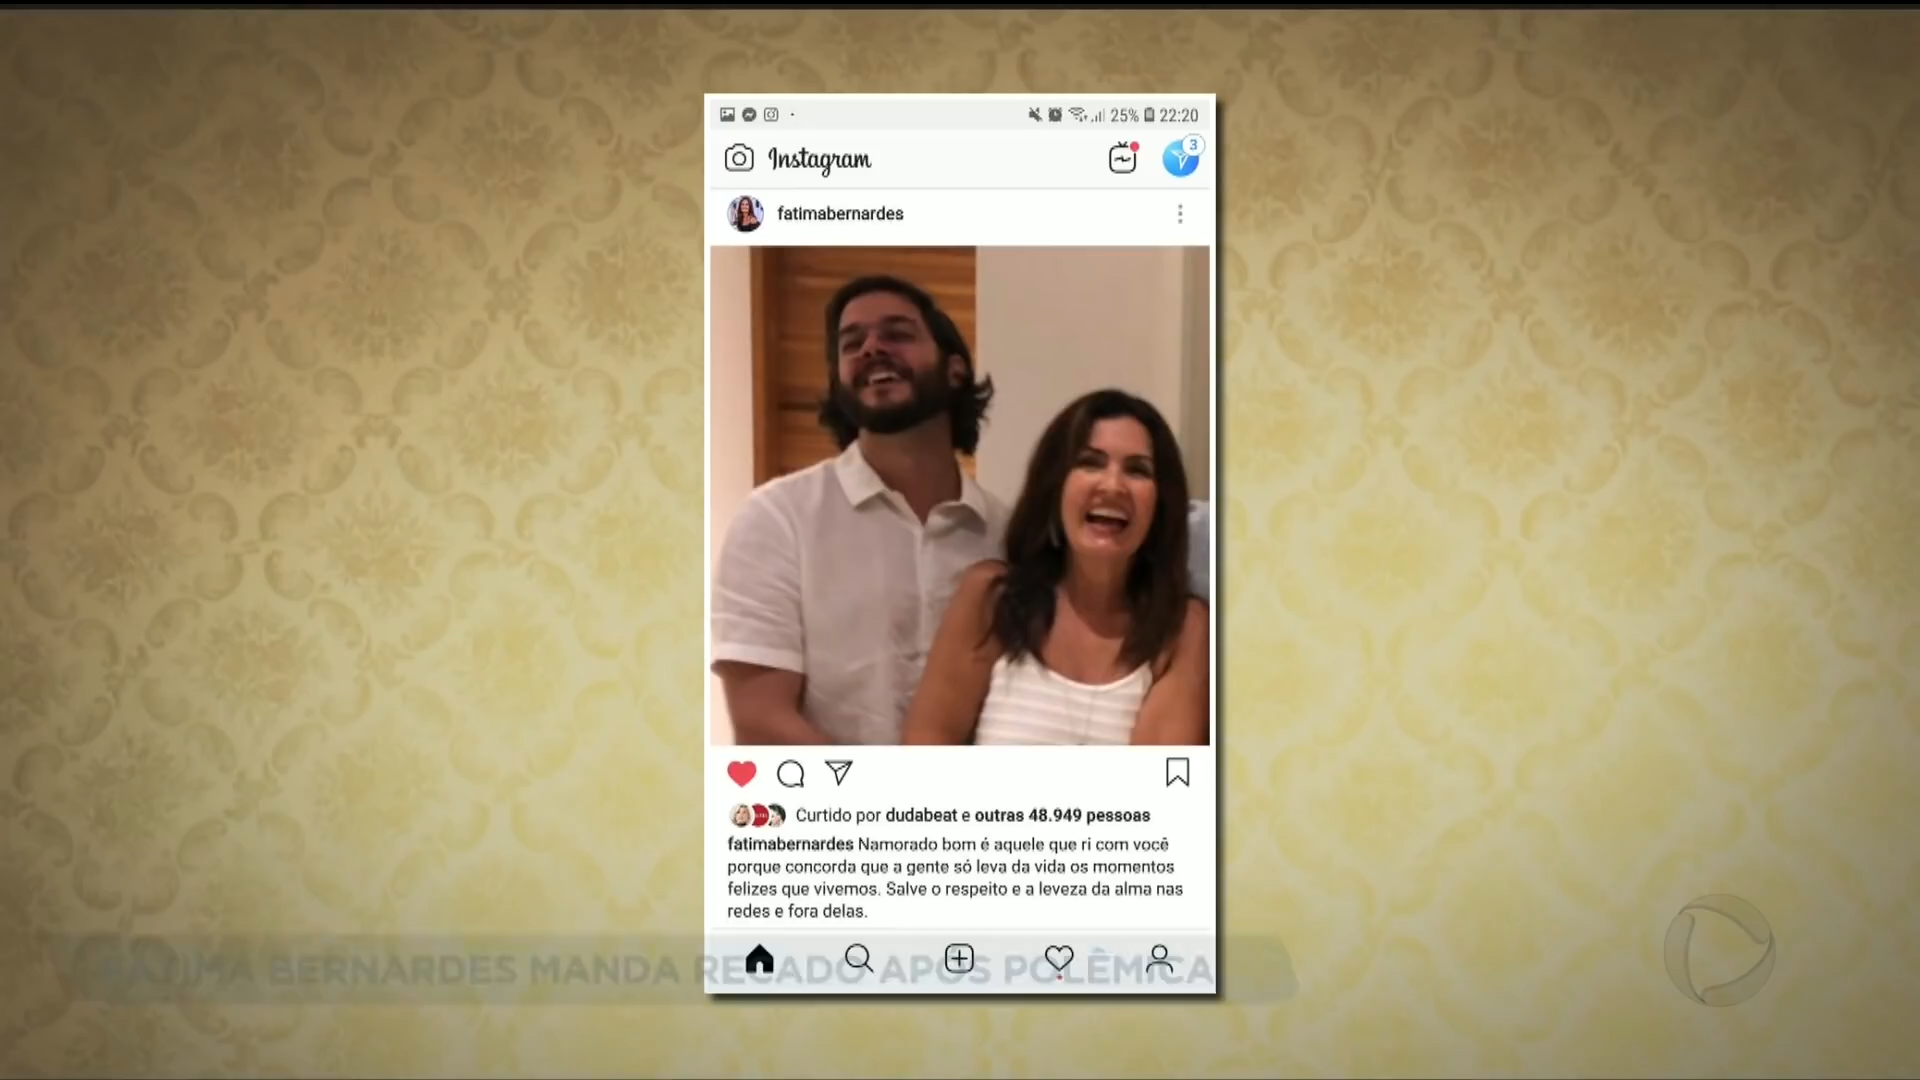 25% 22:20
Instagram
3
fatimabernardes
Curtido por dudabeat e outras 48.949 pessoas
fatimabernardes Namorado bom é aquele que ri com você
porque concorda que a gente só leva da vida os momentos
felizes que vivemos. Salve o respeito e a leveza da alma nas
redes e fora delas.
FÁTIMA BERNARDES MANDA RECADO APÓS POLÊMICA